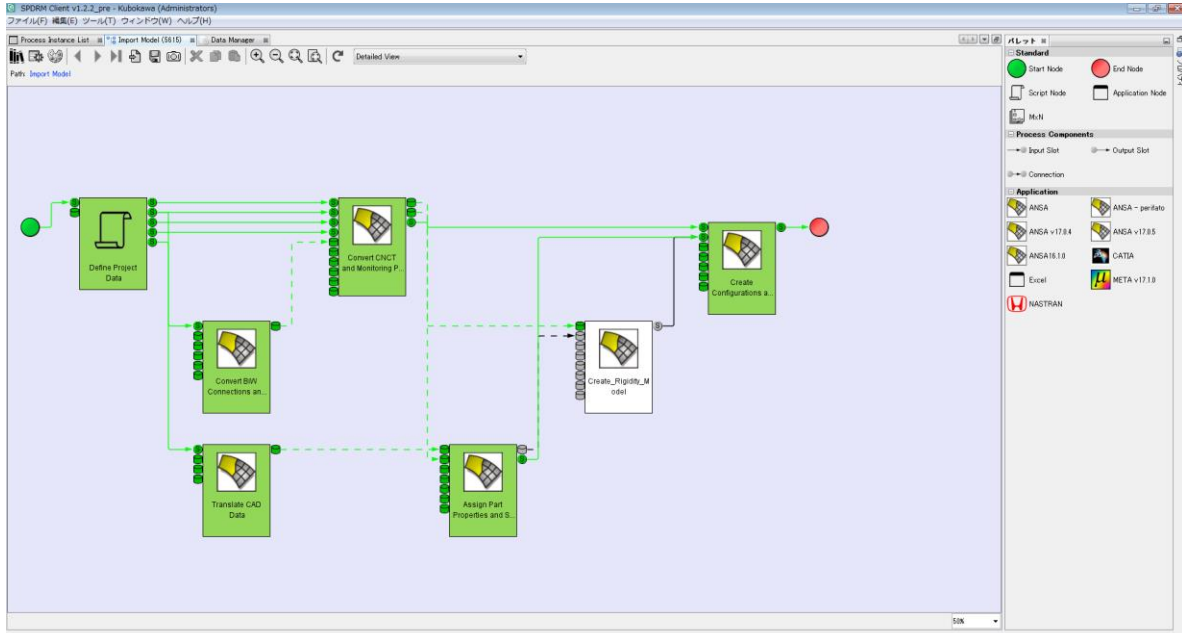 SPDRM Client v1.2.2_pre - Kubokawa (Administrators)
ファイル(F) 編集(E) ツール(T) ウィンドウ(W) ヘルプ(H)
Process Instance List
Import Model (5615)
Data Manager
Detailed View
Path: Import Model
Define Project
Data
Convert CNCT
and Monitoring P...
Convert BIW
Connections an...
Translate CAD
Data
Assign Part
Properties and S...
Create_Rigidity_M
odel
Create
Configurations a...
50%
パレット
Standard
Start Node
End Node
Script Node
Application Node
MxN
Process Components
Input Slot
Output Slot
Connection
Application
ANSA
ANSA - perifato
ANSA v17.0.4
ANSA v17.0.5
ANSA16.1.0
CATIA
Excel
META v17.1.0
NASTRAN